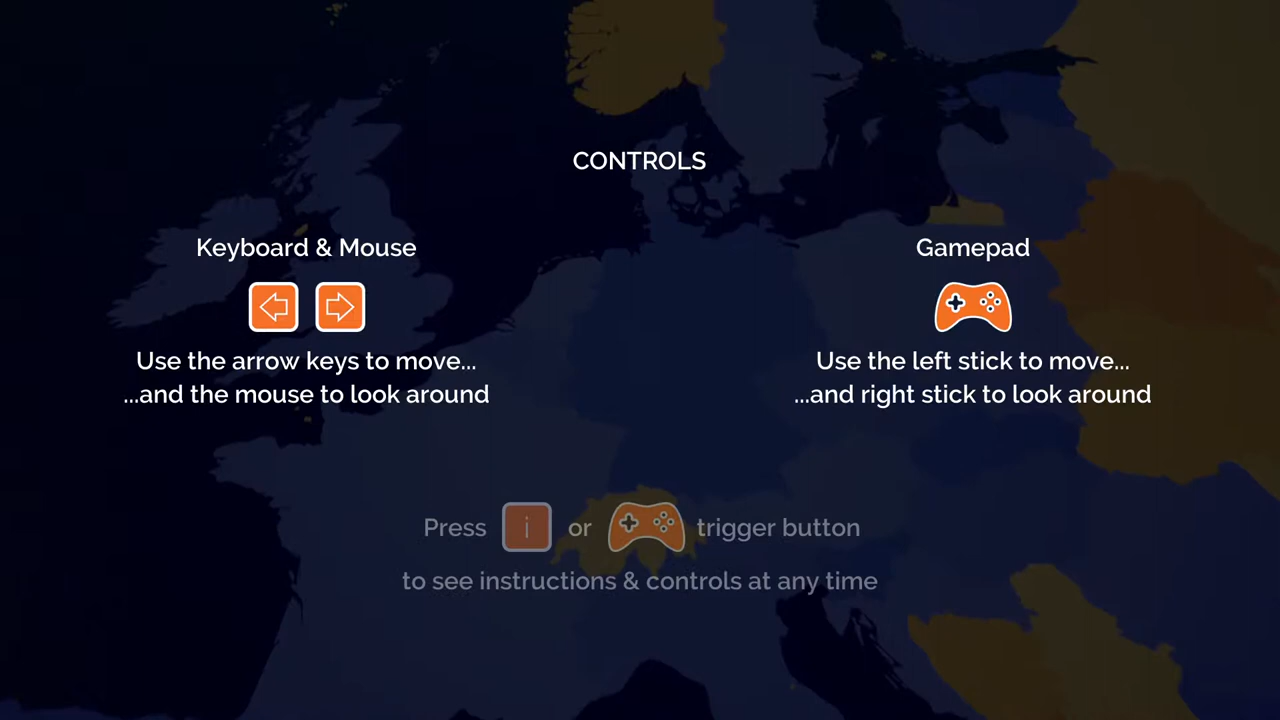 CONTROLS
Keyboard & Mouse
Use the arrow keys to move...
...and the mouse to look around
Gamepad
Use the left stick to move...
...and right stick to look around
Press i or trigger button
to see instructions & controls at any time